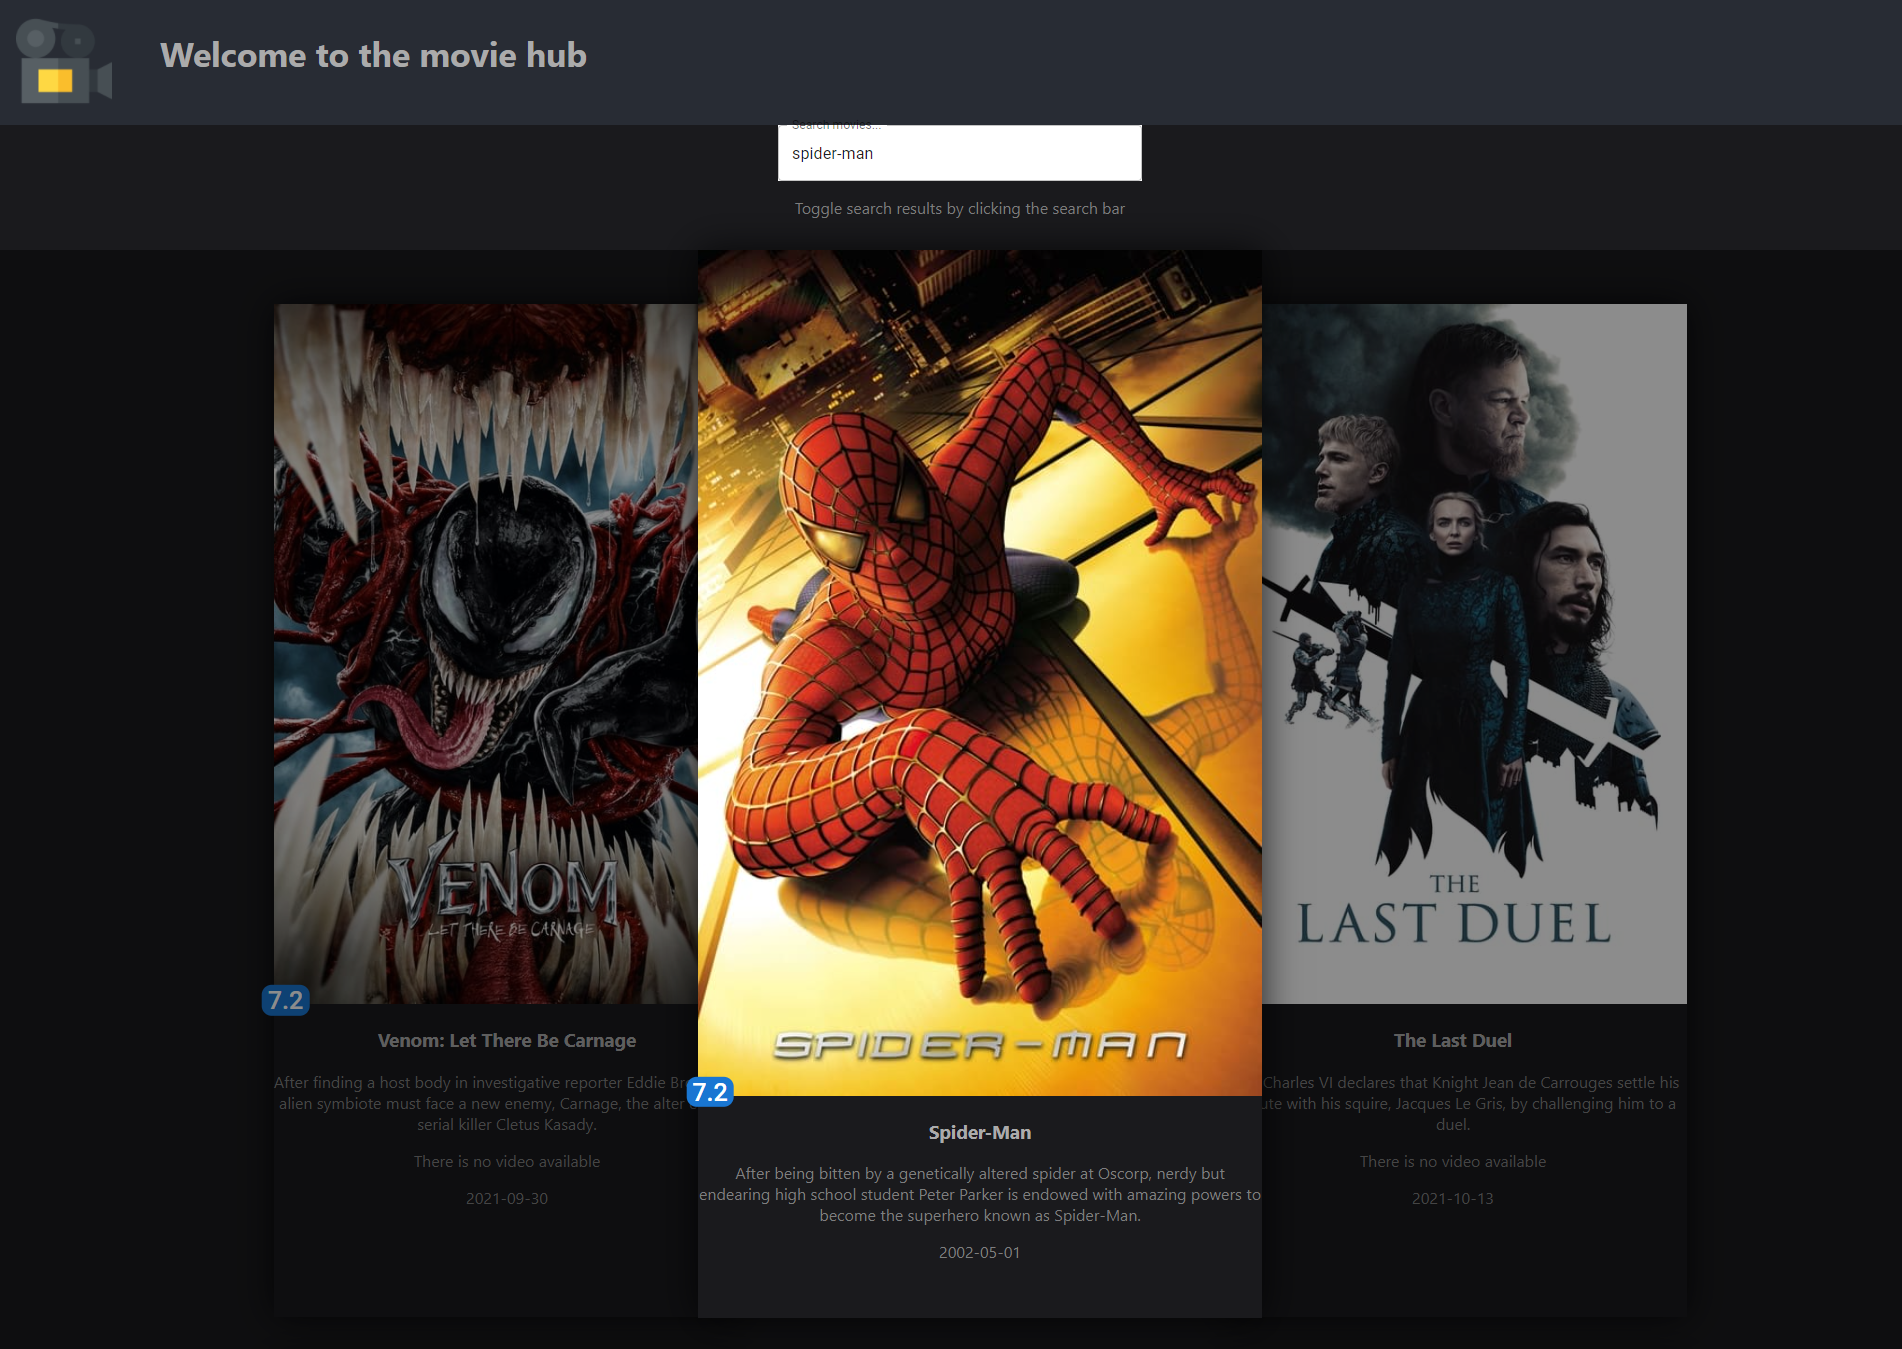 Welcome to the movie hub
Search movies...
spider-man
Toggle search results by clicking the search bar
VENOM
LET THERE BE CARNAGE
7.2
Venom: Let There Be Carnage
After finding a host body in investigative reporter Eddie Br
alien symbiote must face a new enemy, Carnage, the alter
serial killer Cletus Kasady.
There is no video available
2021-09-30
SPIDER-MAN
7.2
Spider-Man
After being bitten by a genetically altered spider at Oscorp, nerdy but
endearing high school student Peter Parker is endowed with amazing powers to
become the superhero known as Spider-Man.
2002-05-01
THE
LAST DUEL
The Last Duel
Charles VI declares that Knight Jean de Carrouges settle his
ute with his squire, Jacques Le Gris, by challenging him to a
duel.
There is no video available
2021-10-13